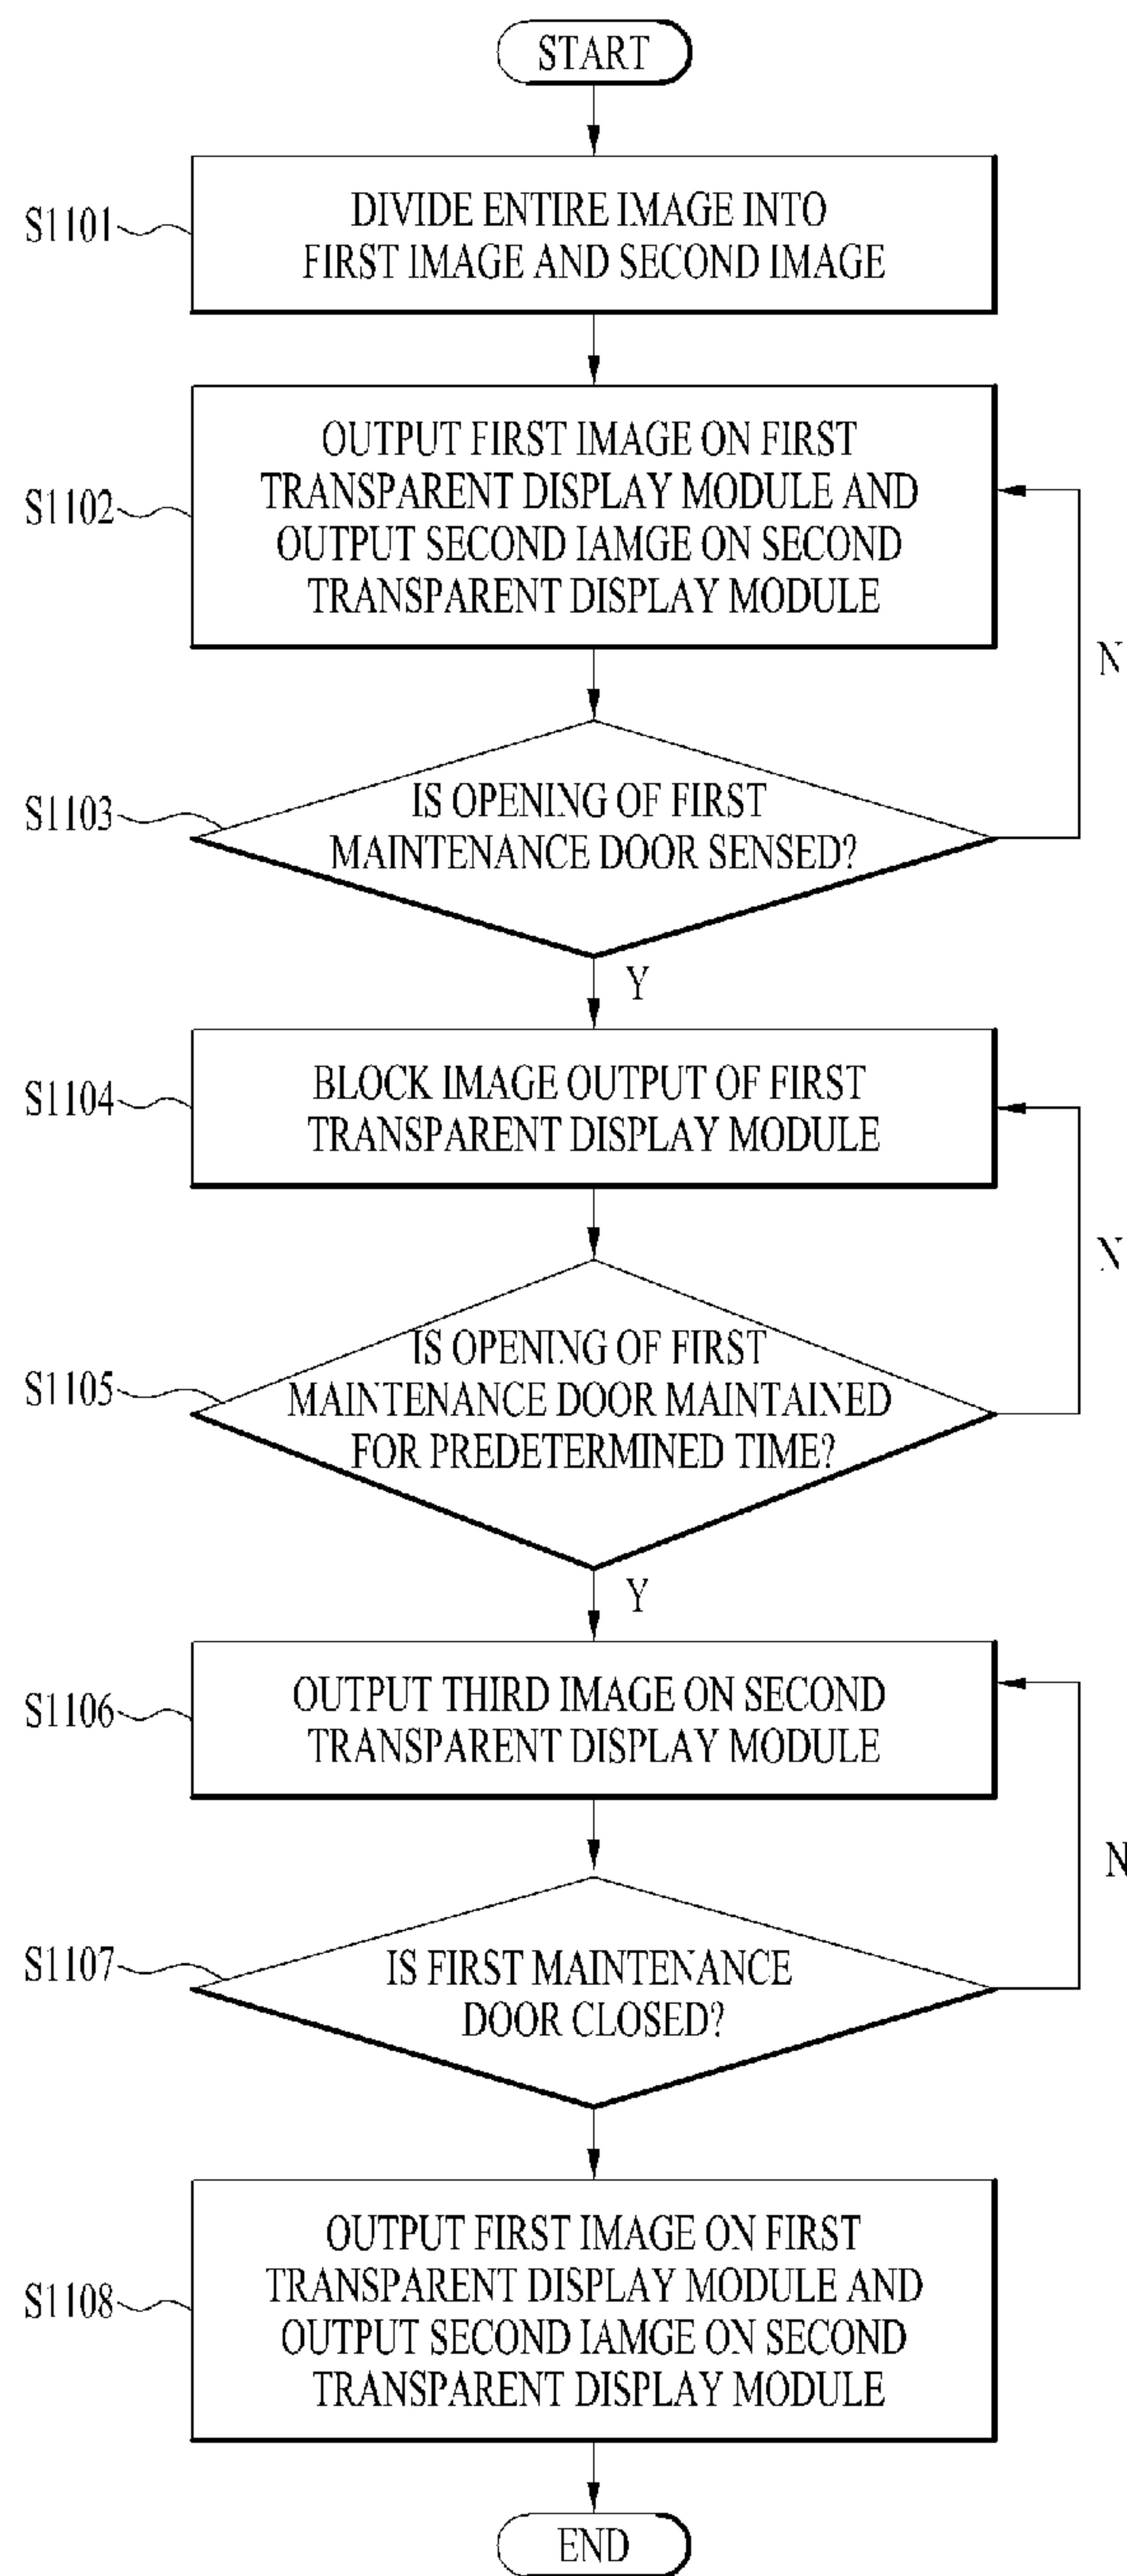 START
S1101
DIVIDE ENTIRE IMAGE INTO
FIRST IMAGE AND SECOND IMAGE
S1102
OUTPUT FIRST IMAGE ON FIRST
TRANSPARENT DISPLAY MODULE AND
OUTPUT SECOND IAMGE ON SECOND
TRANSPARENT DISPLAY MODULE
N
S1103
IS OPENING OF FIRST
MAINTENANCE DOOR SENSED?
Y
S1104
BLOCK IMAGE OUTPUT OF FIRST
TRANSPARENT DISPLAY MODULE
N
S1105
IS OPENING OF FIRST
MAINTENANCE DOOR MAINTAINED
FOR PREDETERMINED TIME?
Y
S1106
OUTPUT THIRD IMAGE ON SECOND
TRANSPARENT DISPLAY MODULE
N
S1107
IS FIRST MAINTENANCE
DOOR CLOSED?
S1108
OUTPUT FIRST IMAGE ON FIRST
TRANSPARENT DISPLAY MODULE AND
OUTPUT SECOND IAMGE ON SECOND
TRANSPARENT DISPLAY MODULE
END